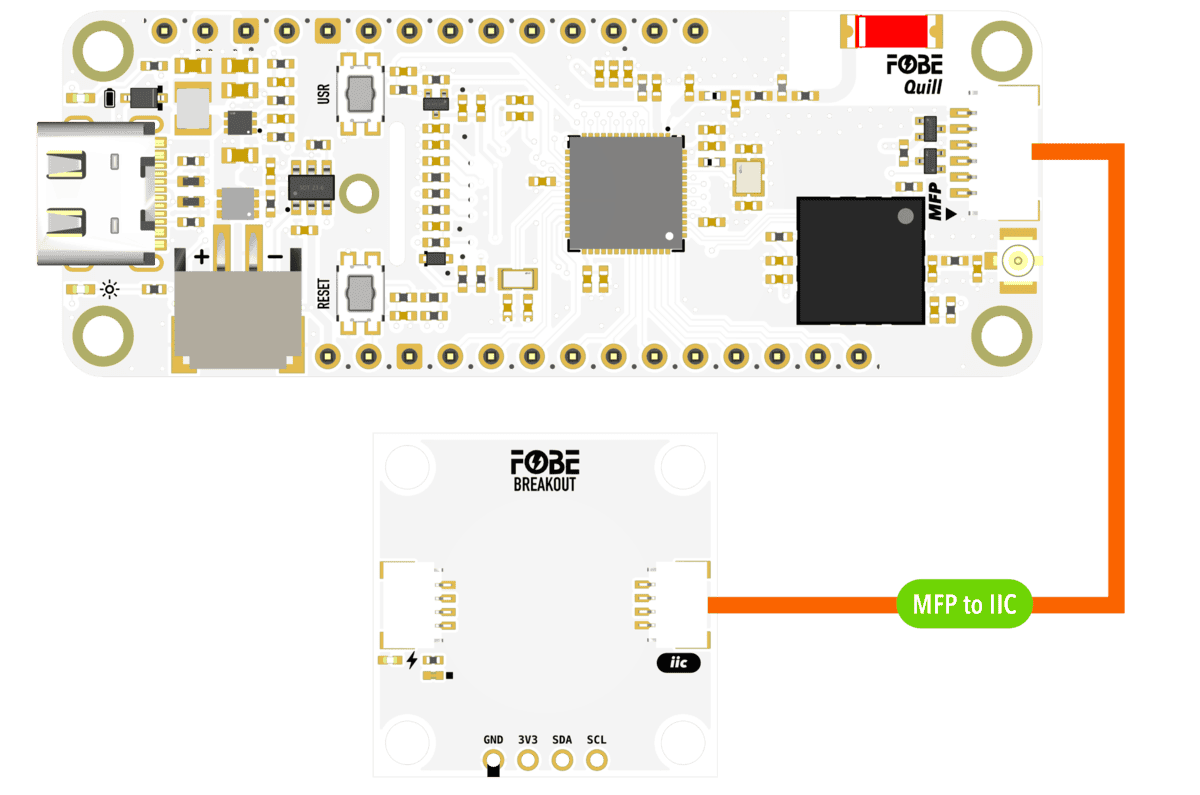 USR
FOBE
Quill
MFP
+
-
RESET
FOBE
BREAKOUT
MFP to IIC
iic
GND 3V3 SDA SCL